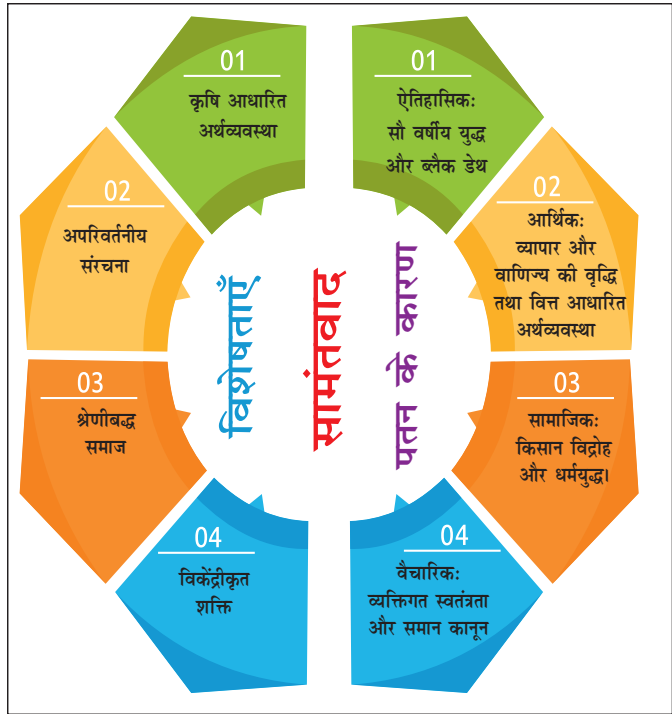 विशेषताएँ
01
कृषि आधारित
अर्थव्यवस्था
02
अपरिवर्तनीय
संरचना
03
श्रेणीबद्ध
समाज
04
विकेंद्रीकृत
शक्ति
सामंतवाद
पतन के कारण
01
ऐतिहासिकः
सौ वर्षीय युद्ध
और ब्लैक डेथ
02
आर्थिकः
व्यापार और
वाणिज्य की वृद्धि
तथा वित्त आधारित
अर्थव्यवस्था
03
सामाजिकः
किसान विद्रोह
और धर्मयुद्ध।
04
वैचारिकः
व्यक्तिगत स्वतंत्रता
और समान कानून